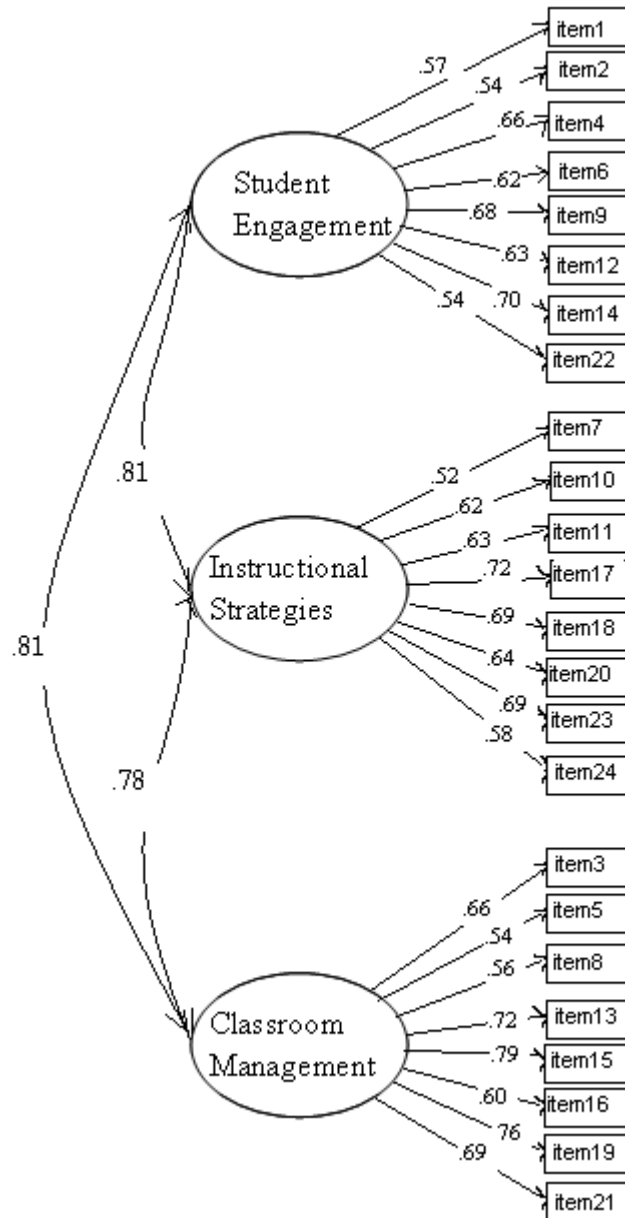 item1
.57
item2
.54
item4
.66
Student
Engagement
item6
.62
item9
.68
item12
.63
item14
.70
item22
.54
item7
.52
.81
item10
.62
item11
.63
Instructional
Strategies
item17
.72
item18
.69
item20
.64
.81
item23
.69
item24
.58
.78
item3
.66
item5
.54
item8
.56
Classroom
Management
item13
.72
item15
.79
item16
.60
item19
.76
item21
.69